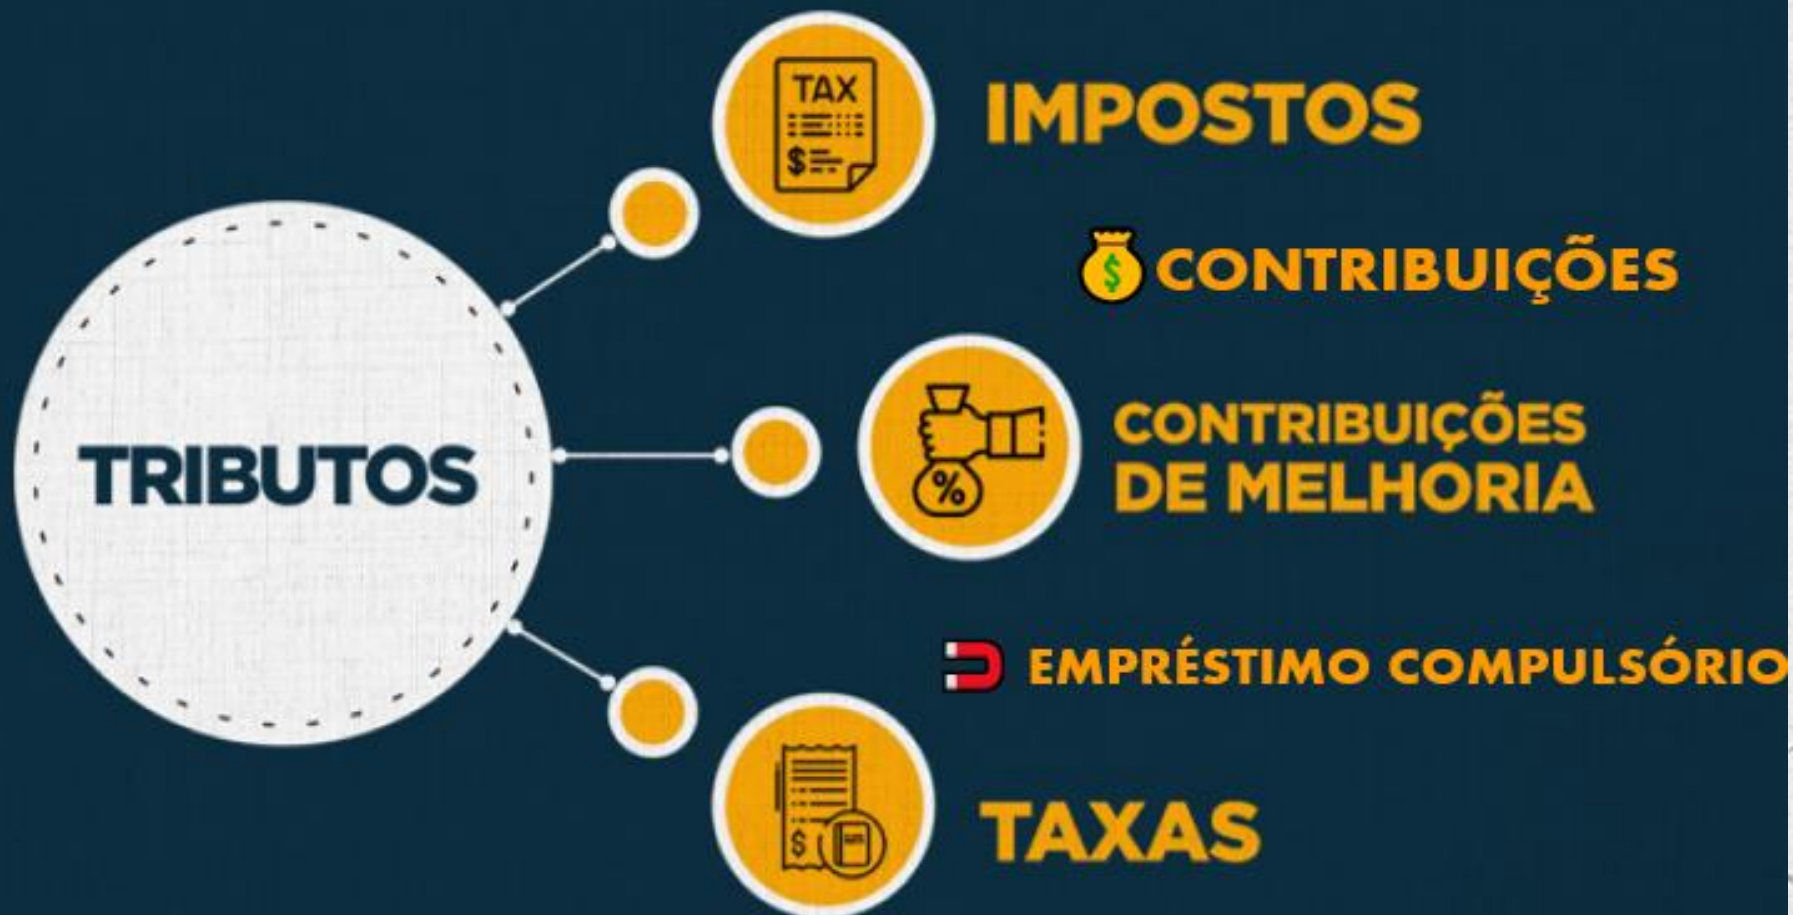 TAX
$
IMPOSTOS
$ CONTRIBUIÇÕES
TRIBUTOS
%
CONTRIBUIÇÕES
DE MELHORIA
EMPRÉSTIMO COMPULSÓRIO
$
TAXAS